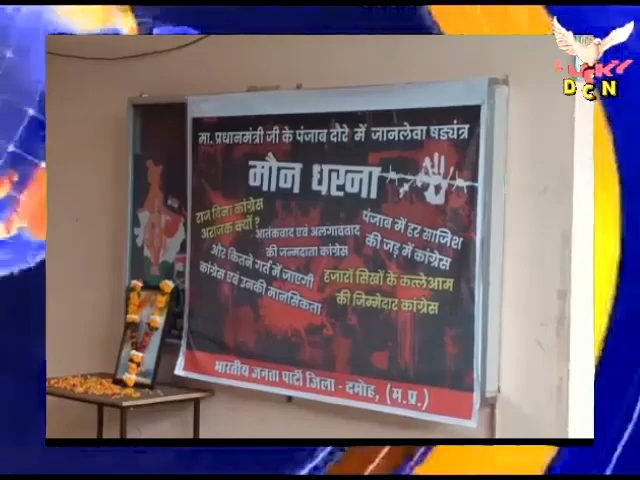 LUCKY
DCN
मा. प्रधानमंत्री जी के पंजाब दौरे में जानलेवा षड्यंत्र
मौन धरना
राज बिना कांग्रेस
अराजक क्यों ?
आतंकवाद एवं अलगाववाद
की जन्मदाता कांग्रेस
पंजाब में हर साजिश
की जड़ में कांग्रेस
और कितने गर्त में जाएगी
कांग्रेस एवं उनकी मानसिकता
हजारों सिखों के कत्लेआम
की जिम्मेदार कांग्रेस
भारतीय जनता पार्टी जिला - दमोह, (म.प्र.)